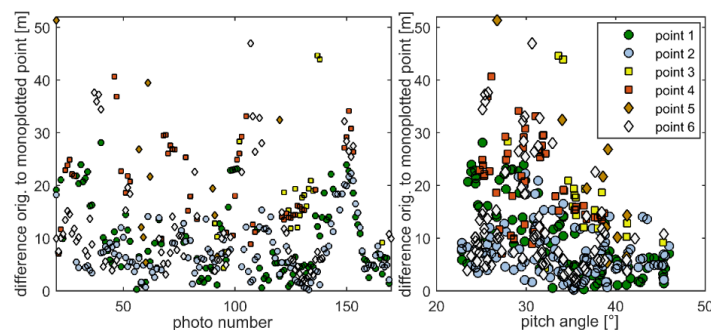 difference orig. to monoplotted point [m]
50
40
30
20
10
0
50
100
150
photo number
difference orig. to monoplotted point [m]
50
40
30
20
10
0
20
30
40
50
pitch angle [°]
point 1
point 2
point 3
point 4
point 5
point 6